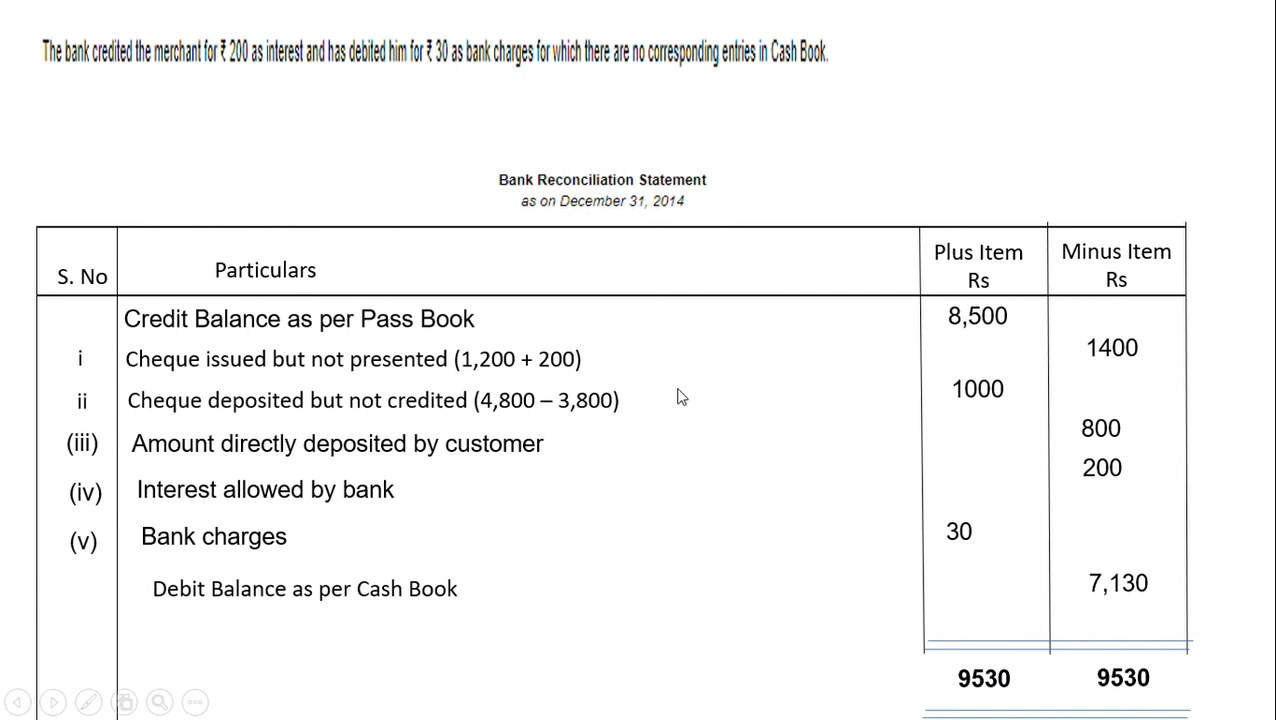 The bank credited the merchant for ₹ 200 as interest and has debited him for ₹ 30 as bank charges for which there are no corresponding entries in Cash Book.
Bank Reconciliation Statement
as on December 31, 2014
S. No Particulars Plus Item Rs Minus Item Rs
Credit Balance as per Pass Book 8,500
i Cheque issued but not presented (1,200 + 200) 1400
ii Cheque deposited but not credited (4,800 – 3,800) 1000
(iii) Amount directly deposited by customer 800
(iv) Interest allowed by bank 200
(v) Bank charges 30
Debit Balance as per Cash Book 7,130
9530 9530